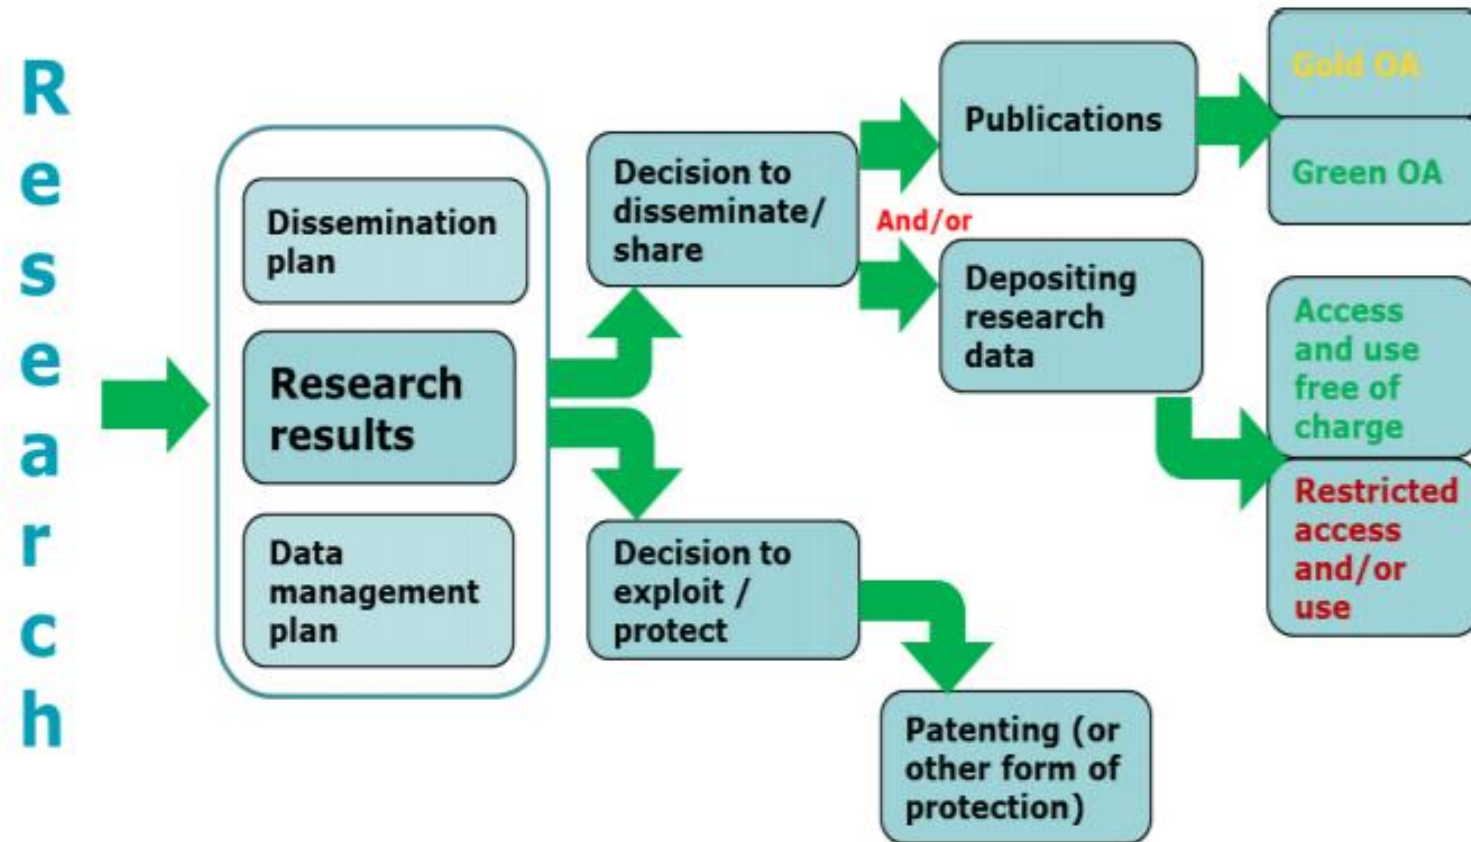 Research
Dissemination
plan
Research
results
Data
management
plan
Decision to
disseminate/
share
And/or
Decision to
exploit /
protect
Publications
Depositing
research
data
Patenting (or
other form of
protection)
Gold OA
Green OA
Access
and use
free of
charge
Restricted
access
and/or
use